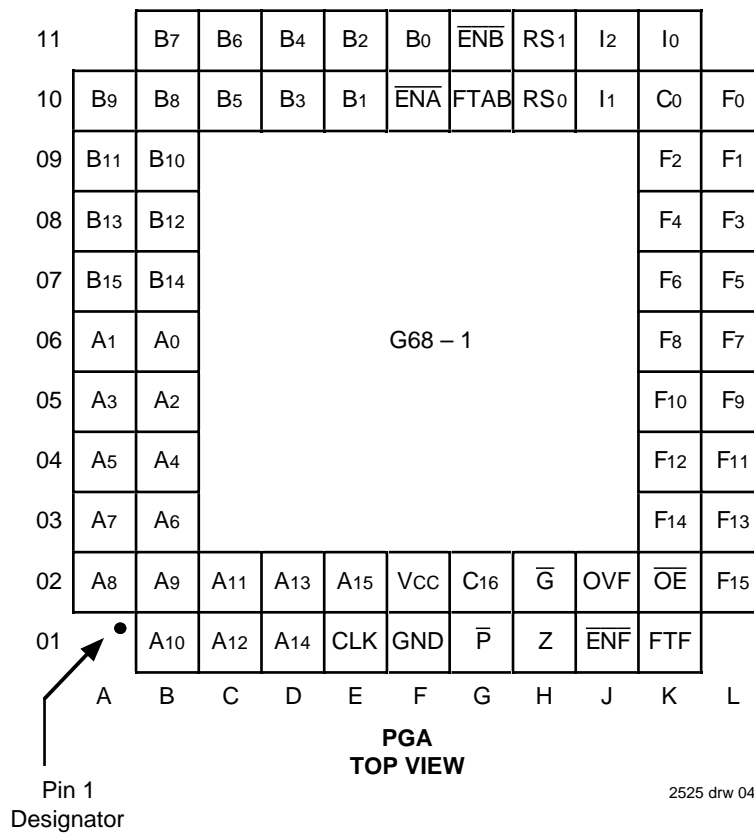 11 B7 B6 B4 B2 B0 E̅N̅B̅ RS1 I2 I0
10 B9 B8 B5 B3 B1 E̅N̅A̅ FTAB RS0 I1 C0 F0
09 B11 B10 F2 F1
08 B13 B12 F4 F3
07 B15 B14 F6 F5
06 A1 A0 G68 – 1 F8 F7
05 A3 A2 F10 F9
04 A5 A4 F12 F11
03 A7 A6 F14 F13
02 A8 A9 A11 A13 A15 VCC C16 G̅ OVF O̅E̅ F15
01 A10 A12 A14 CLK GND P̅ Z E̅N̅F̅ FTF
A B C D E F G H J K L
PGA
TOP VIEW
Pin 1
Designator
2525 drw 04